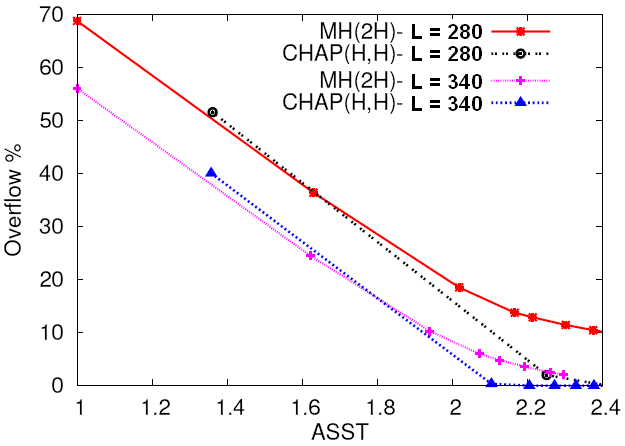 70
60
50
40
30
20
10
0
Overflow %
MH(2H)- L = 280
CHAP(H,H)- L = 280
MH(2H)- L = 340
CHAP(H,H)- L = 340
1 1.2 1.4 1.6 1.8 2 2.2 2.4
ASST